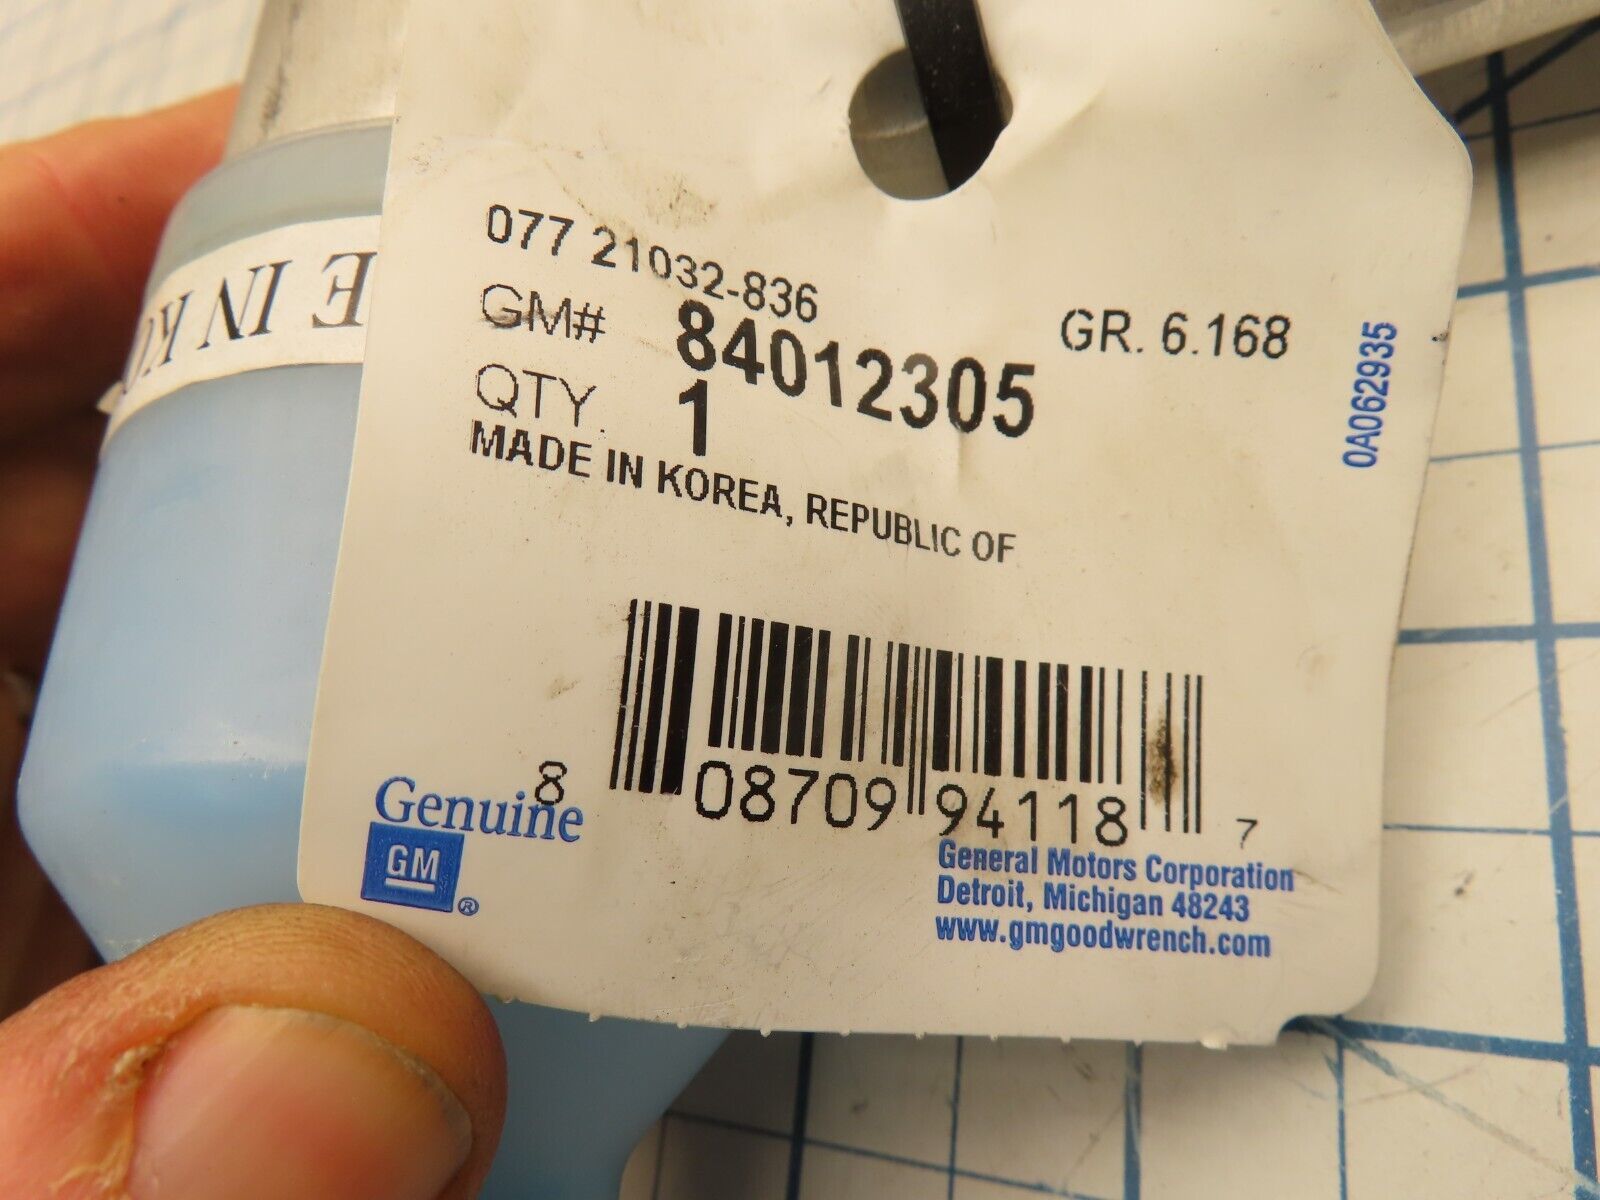 077 21032-836
GM# 84012305 GR. 6.168
QTY. 1
MADE IN KOREA, REPUBLIC OF
0A062935
E IN KO
8 08709 94118 7
Genuine
GM ®
General Motors Corporation
Detroit, Michigan 48243
www.gmgoodwrench.com